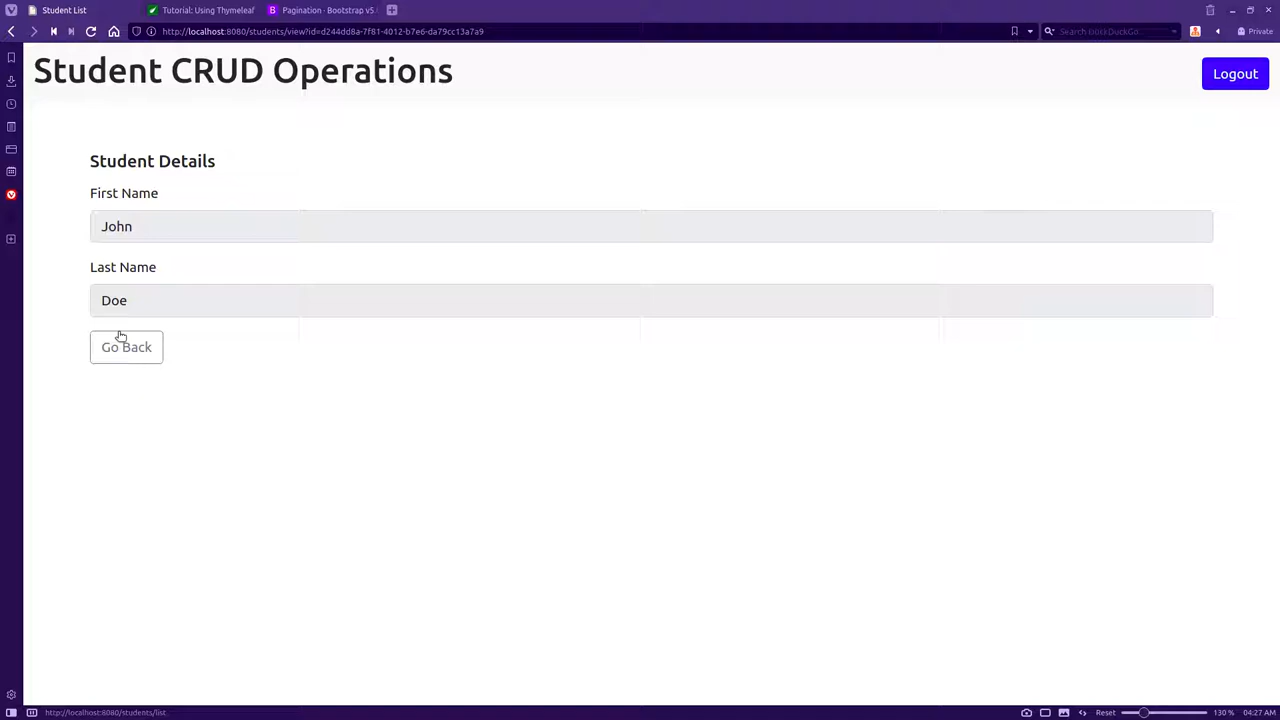 Student List
Tutorial: Using Thymeleaf
Pagination · Bootstrap v5
http://localhost:8080/students/view?id=d244dd8a-7f81-4012-b7e6-da79cc13a7a9
Private
Student CRUD Operations
Logout
Student Details
First Name
John
Last Name
Doe
Go Back
http://localhost:8080/students/list
Reset
130 %
04:27 AM